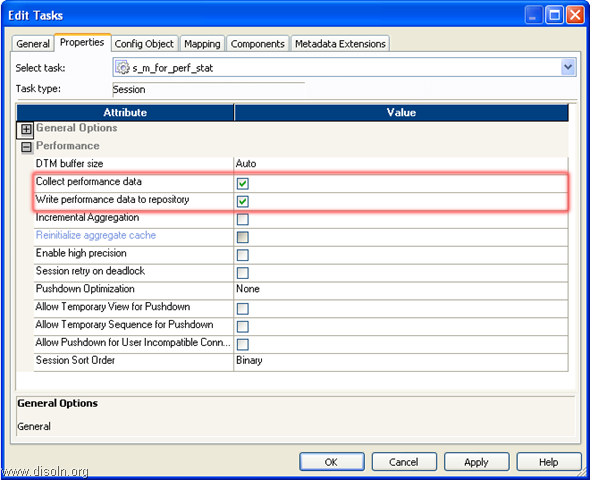 Edit Tasks
General Properties Config Object Mapping Components Metadata Extensions
Select task: s_m_for_perf_stat
Task type: Session
Attribute Value
General Options
Performance
DTM buffer size Auto
Collect performance data
Write performance data to repository
Incremental Aggregation
Reinitialize aggregate cache
Enable high precision
Session retry on deadlock
Pushdown Optimization None
Allow Temporary View for Pushdown
Allow Temporary Sequence for Pushdown
Allow Pushdown for User Incompatible Conn...
Session Sort Order Binary
General Options
General
OK Cancel Apply Help
www.disoln.org